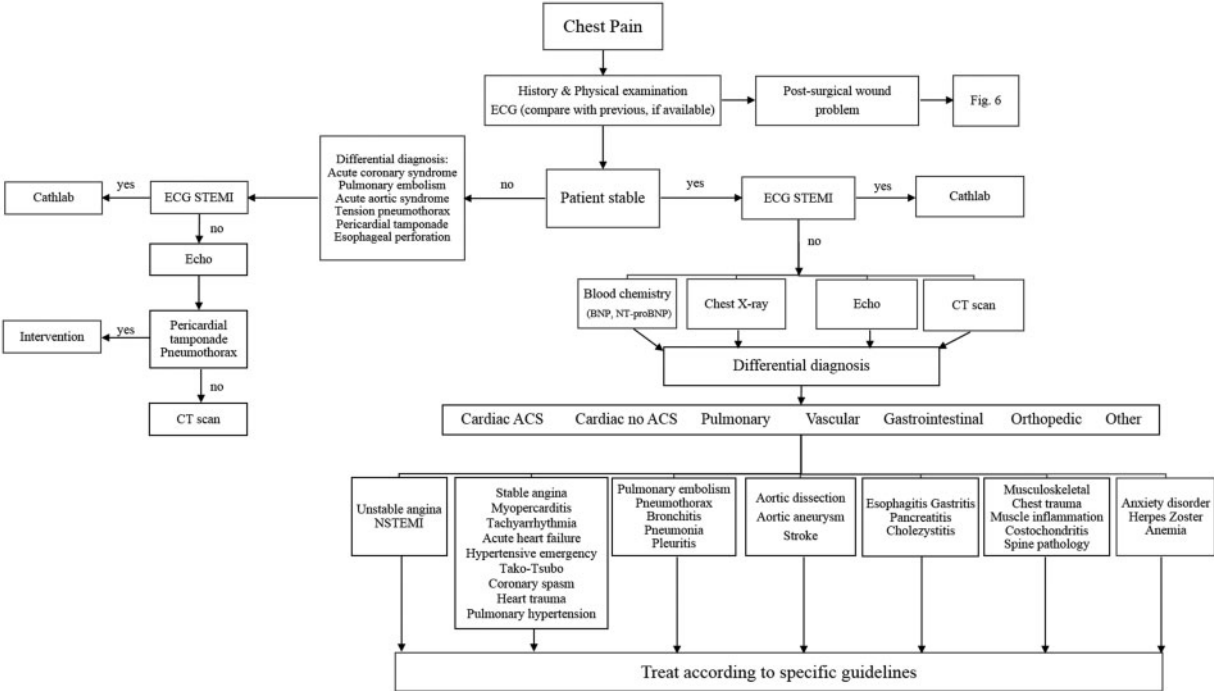 Chest Pain
History & Physical examination
ECG (compare with previous, if available)
Post-surgical wound
problem
Fig. 6
Differential diagnosis:
Acute coronary syndrome
Pulmonary embolism
Acute aortic syndrome
Tension pneumothorax
Pericardial tamponade
Esophageal perforation
Cathlab
yes
ECG STEMI
no
Patient stable
yes
ECG STEMI
yes
Cathlab
no
Echo
no
Blood chemistry
(BNP, NT-proBNP)
Chest X-ray
Echo
CT scan
Intervention
yes
Pericardial
tamponade
Pneumothorax
no
CT scan
Differential diagnosis
Cardiac ACS Cardiac no ACS Pulmonary Vascular Gastrointestinal Orthopedic Other
Unstable angina
NSTEMI
Stable angina
Myopercarditis
Tachyarrhythmia
Acute heart failure
Hypertensive emergency
Tako-Tsubo
Coronary spasm
Heart trauma
Pulmonary hypertension
Pulmonary embolism
Pneumothorax
Bronchitis
Pneumonia
Pleuritis
Aortic dissection
Aortic aneurysm
Stroke
Esophagitis Gastritis
Pancreatitis
Cholezystitis
Musculoskeletal
Chest trauma
Muscle inflammation
Costochondritis
Spine pathology
Anxiety disorder
Herpes Zoster
Anemia
Treat according to specific guidelines